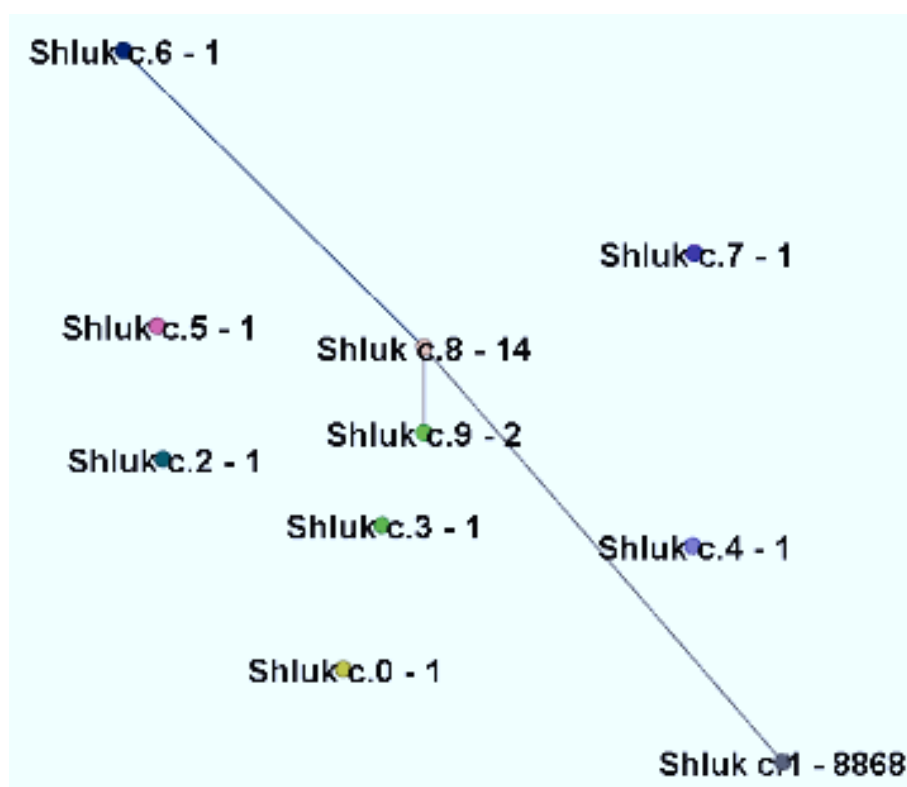 Shluk c.6 - 1
Shluk c.7 - 1
Shluk c.5 - 1
Shluk c.8 - 14
Shluk c.9 - 2
Shluk c.2 - 1
Shluk c.3 - 1
Shluk c.4 - 1
Shluk c.0 - 1
Shluk c.1 - 8868